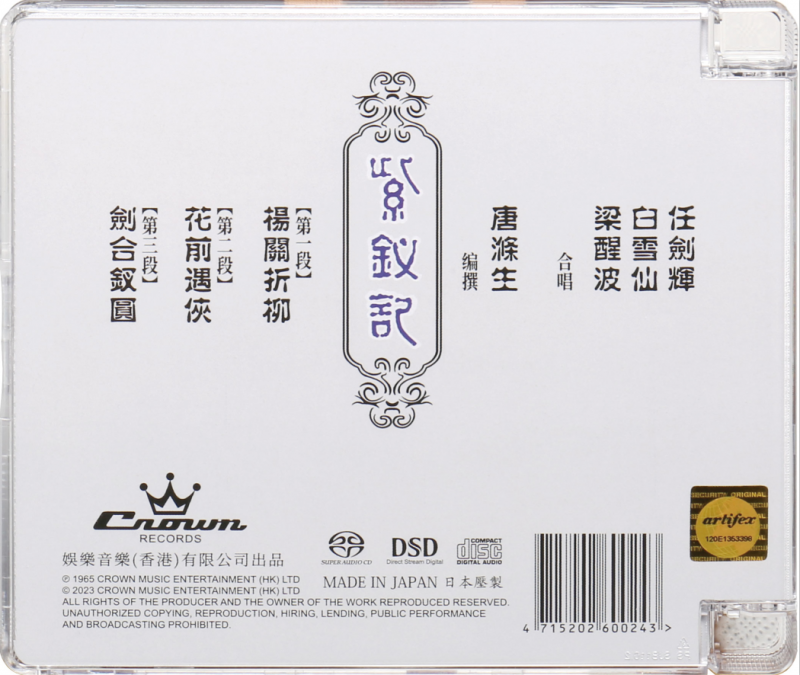 任劍輝
白雪仙
梁醒波
合唱
唐滌生
編撰
紫釵記
【第一段】
楊關折柳
【第二段】
花前遇俠
【第三段】
劍合釵圓
Crown
RECORDS
娛樂音樂(香港)有限公司出品
℗ 1965 CROWN MUSIC ENTERTAINMENT (HK) LTD
© 2023 CROWN MUSIC ENTERTAINMENT (HK) LTD
ALL RIGHTS OF THE PRODUCER AND THE OWNER OF THE WORK REPRODUCED RESERVED.
UNAUTHORIZED COPYING, REPRODUCTION, HIRING, LENDING, PUBLIC PERFORMANCE
AND BROADCASTING PROHIBITED.
SUPER AUDIO CD
DSD
Direct Stream Digital
COMPACT
disc
DIGITAL AUDIO
MADE IN JAPAN 日本壓製
4 715202 600243 >
ORIGINAL
artifex
120E1353398